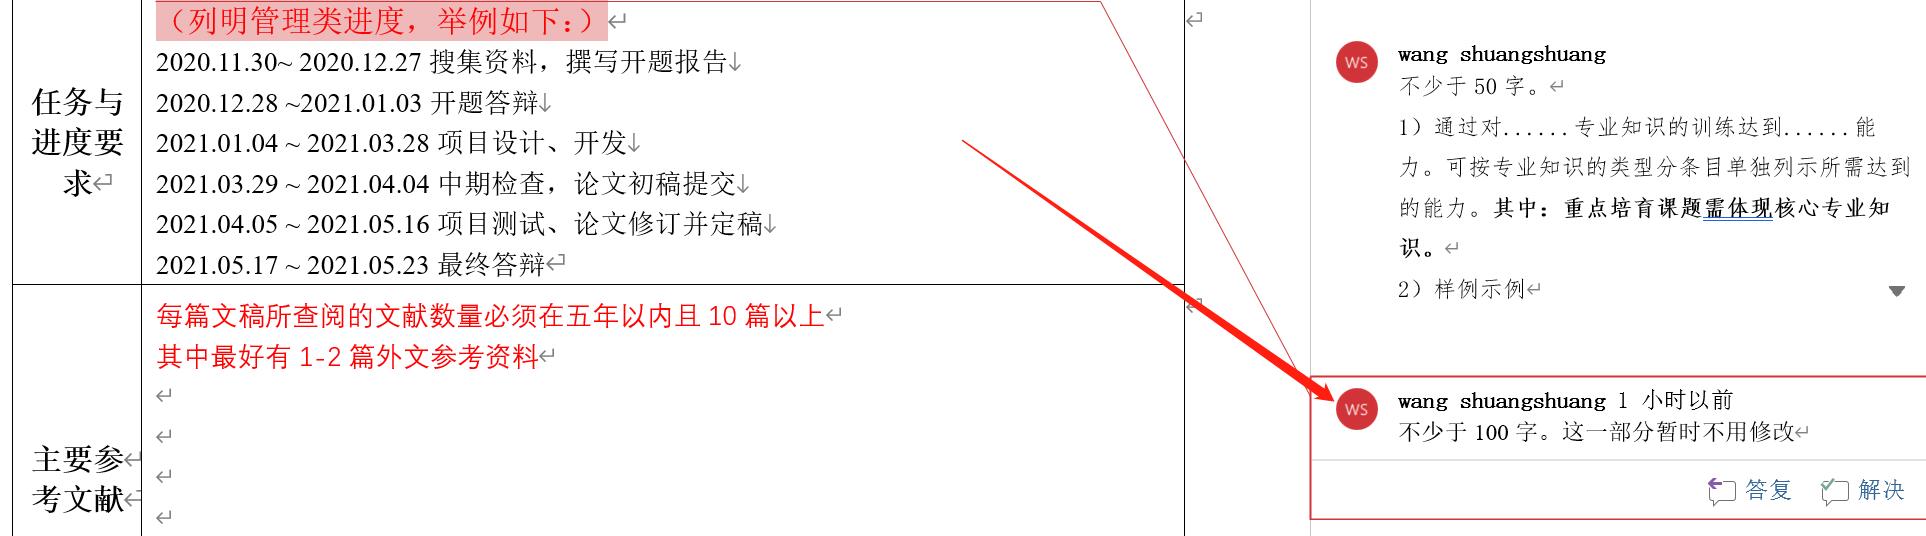 （列明管理类进度，举例如下：）
2020.11.30~ 2020.12.27 搜集资料，撰写开题报告
2020.12.28 ~2021.01.03 开题答辩
2021.01.04 ~ 2021.03.28 项目设计、开发
2021.03.29 ~ 2021.04.04 中期检查，论文初稿提交
2021.04.05 ~ 2021.05.16 项目测试、论文修订并定稿
2021.05.17 ~ 2021.05.23 最终答辩
任务与
进度要
求
每篇文稿所查阅的文献数量必须在五年以内且 10 篇以上
其中最好有 1-2 篇外文参考资料
主要参
考文献
WS
wang shuangshuang
不少于 50 字。
1）通过对......专业知识的训练达到......能
力。可按专业知识的类型分条目单独列示所需达到
的能力。其中：重点培育课题需体现核心专业知
识。
2）样例示例
WS
wang shuangshuang 1 小时以前
不少于 100 字。这一部分暂时不用修改
答复 解决